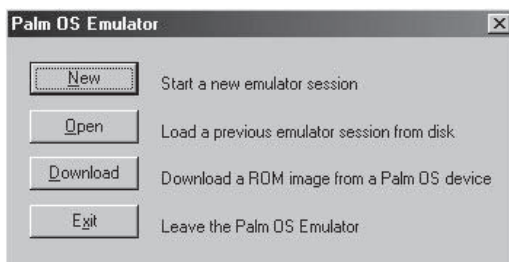 Palm OS Emulator
New Start a new emulator session
Open Load a previous emulator session from disk
Download Download a ROM image from a Palm OS device
Exit Leave the Palm OS Emulator